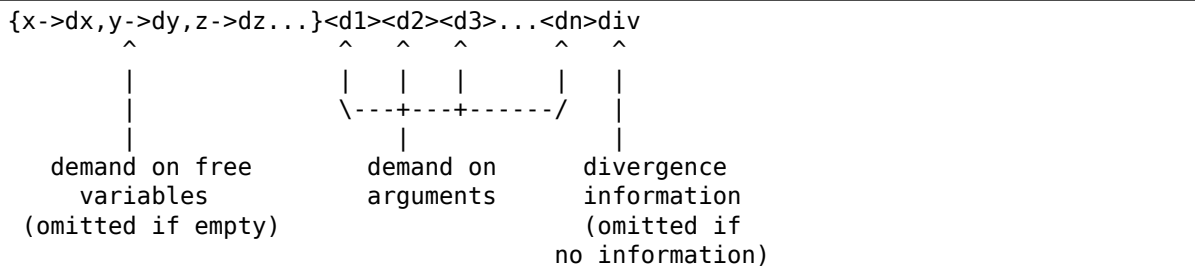 {x->dx,y->dy,z->dz...}<d1><d2><d3>...<dn>div
        ^              ^   ^   ^      ^   ^
        |              |   |   |      |   |
        |              \---+---+------/   |
        |                  |              |
   demand on free        demand on      divergence
     variables           arguments      information
 (omitted if empty)                     (omitted if
                                      no information)